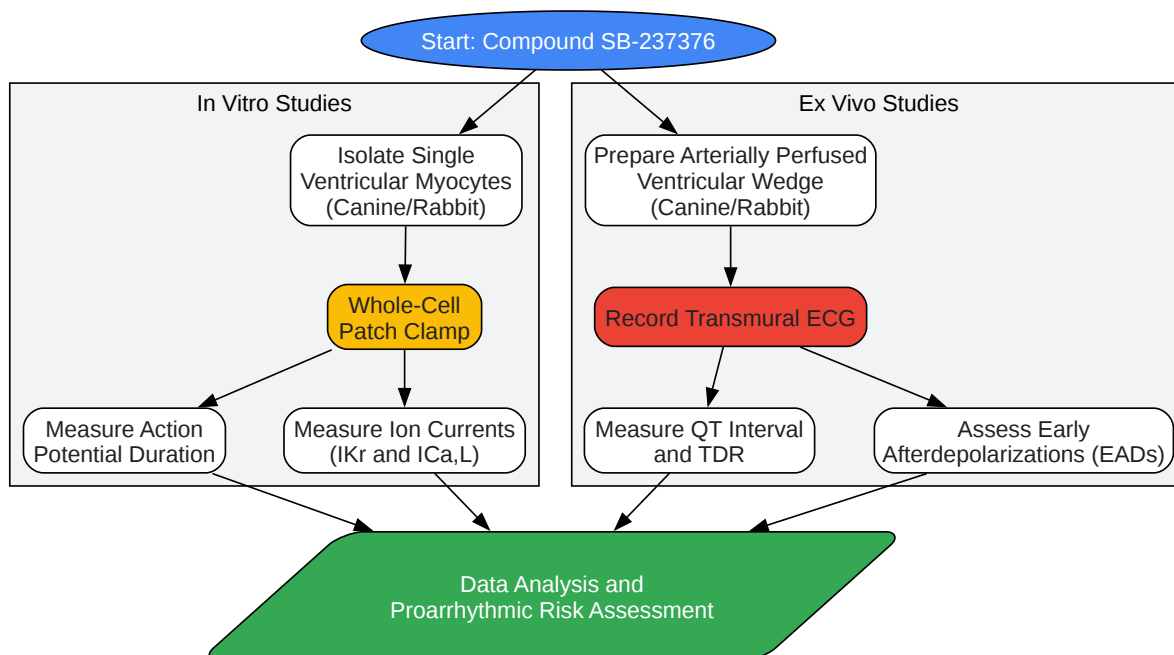 Start: Compound SB-237376
In Vitro Studies
Isolate Single
Ventricular Myocytes
(Canine/Rabbit)
Whole-Cell
Patch Clamp
Measure Action
Potential Duration
Measure Ion Currents
(IKr and ICa,L)
Ex Vivo Studies
Prepare Arterially Perfused
Ventricular Wedge
(Canine/Rabbit)
Record Transmural ECG
Measure QT Interval
and TDR
Assess Early
Afterdepolarizations (EADs)
Data Analysis and
Proarrhythmic Risk Assessment